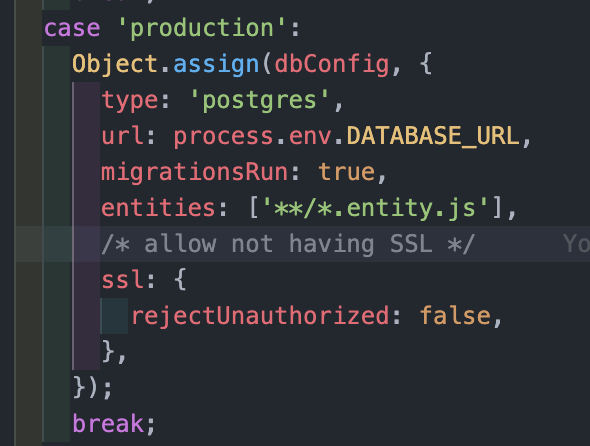 case 'production':
Object.assign(dbConfig, {
type: 'postgres',
url: process.env.DATABASE_URL,
migrationsRun: true,
entities: ['**/*.entity.js'],
/* allow not having SSL */ Yo
ssl: {
rejectUnauthorized: false,
},
});
break;